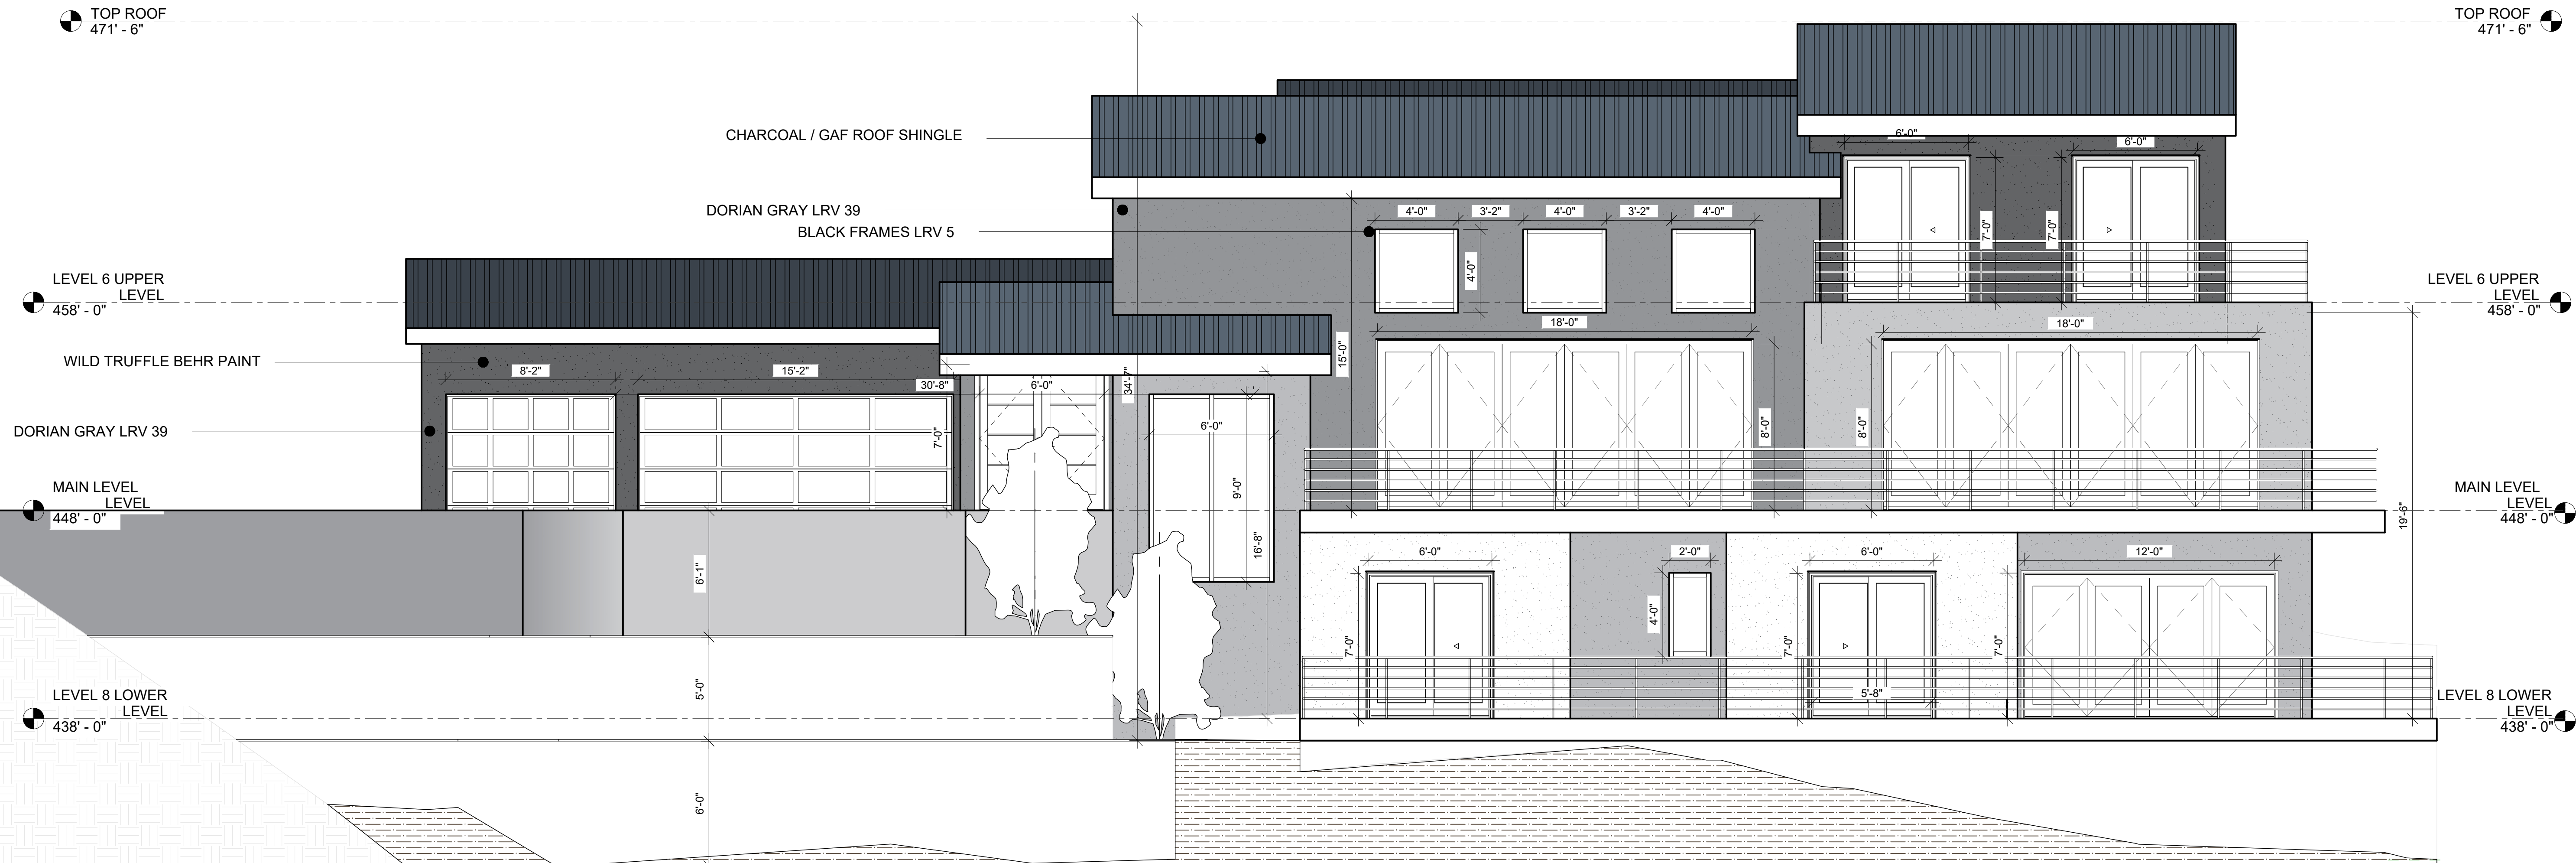 TOP ROOF
471' - 6"
TOP ROOF
471' - 6"
CHARCOAL / GAF ROOF SHINGLE
6'-0"
6'-0"
DORIAN GRAY LRV 39
4'-0"
3'-2"
4'-0"
3'-2"
4'-0"
BLACK FRAMES LRV 5
7'-0"
7'-0"
4'-0"
LEVEL 6 UPPER
LEVEL
458' - 0"
LEVEL 6 UPPER
LEVEL
458' - 0"
18'-0"
18'-0"
15'-0"
WILD TRUFFLE BEHR PAINT
8'-2"
15'-2"
30'-8"
6'-0"
34'-7"
DORIAN GRAY LRV 39
7'-0"
6'-0"
8'-0"
8'-0"
9'-0"
MAIN LEVEL
LEVEL
448' - 0"
MAIN LEVEL
LEVEL
448' - 0"
19'-6"
16'-8"
6'-0"
2'-0"
6'-0"
12'-0"
6'-1"
4'-0"
7'-0"
7'-0"
7'-0"
5'-0"
5'-8"
LEVEL 8 LOWER
LEVEL
438' - 0"
LEVEL 8 LOWER
LEVEL
438' - 0"
6'-0"